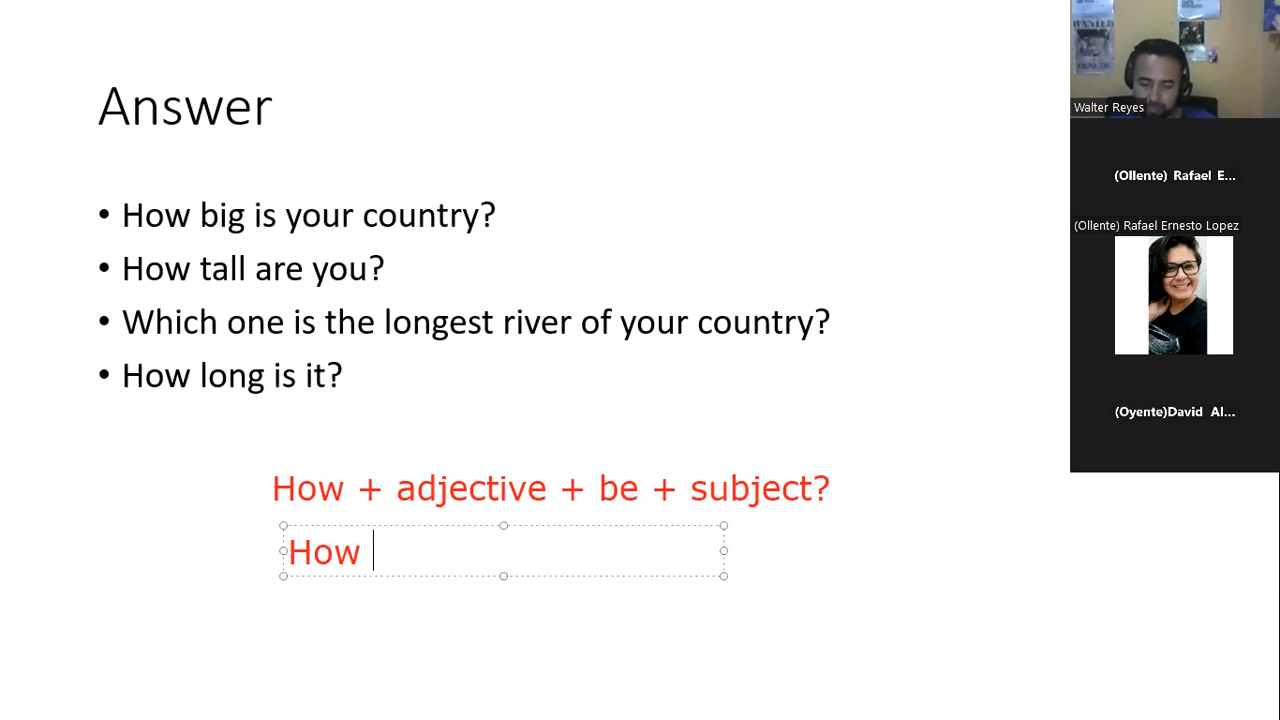 Answer
• How big is your country?
• How tall are you?
• Which one is the longest river of your country?
• How long is it?
How + adjective + be + subject?
How
WANTED
Walter Reyes
(Ollente) Rafael E...
(Ollente) Rafael Ernesto Lopez
(Oyente)David Al...